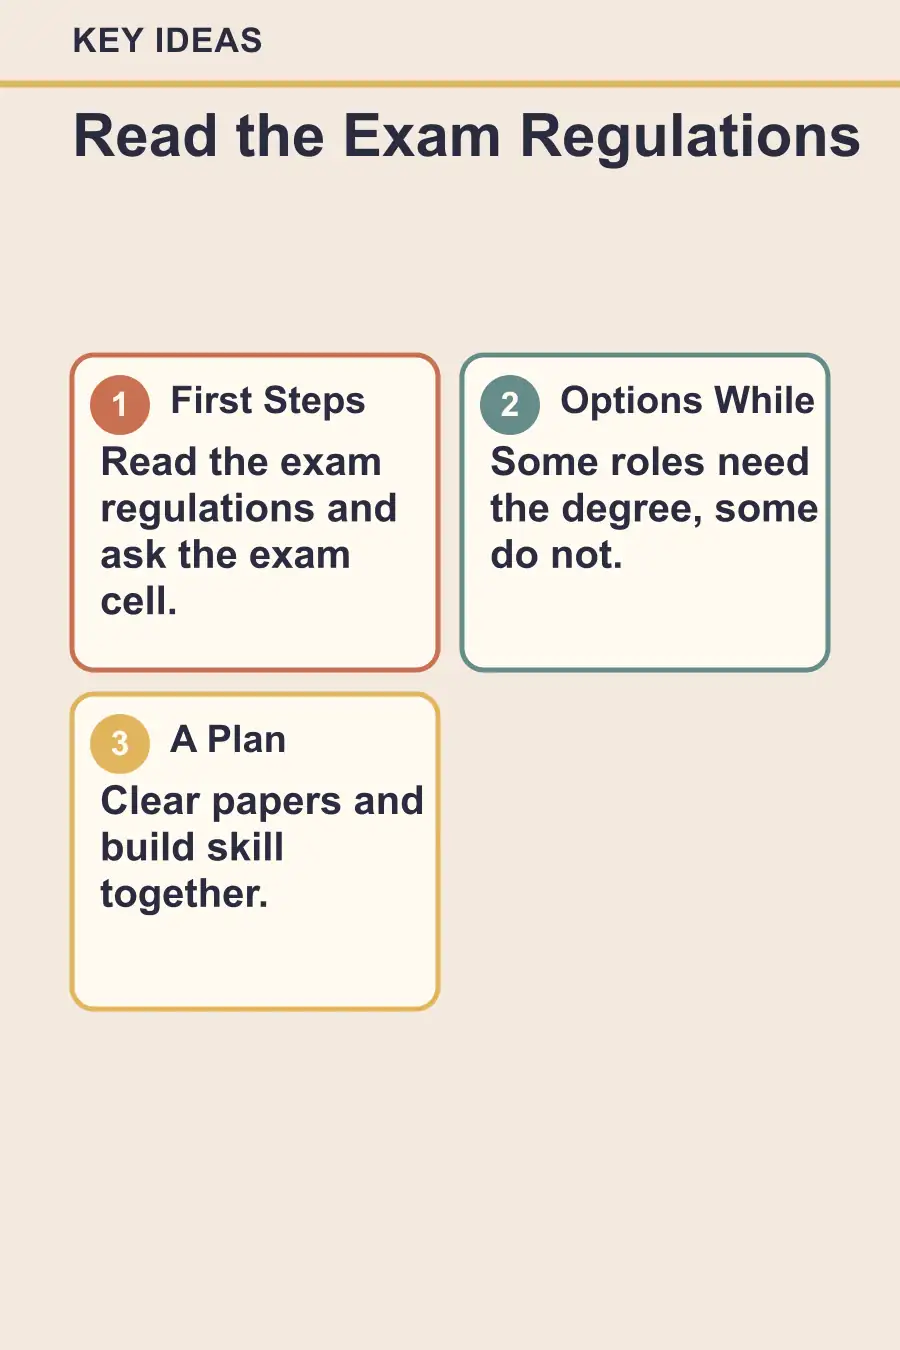 KEY IDEAS
Read the Exam Regulations
1 First Steps
Read the exam
regulations and
ask the exam
cell.
2 Options While
Some roles need
the degree, some
do not.
3 A Plan
Clear papers and
build skill
together.